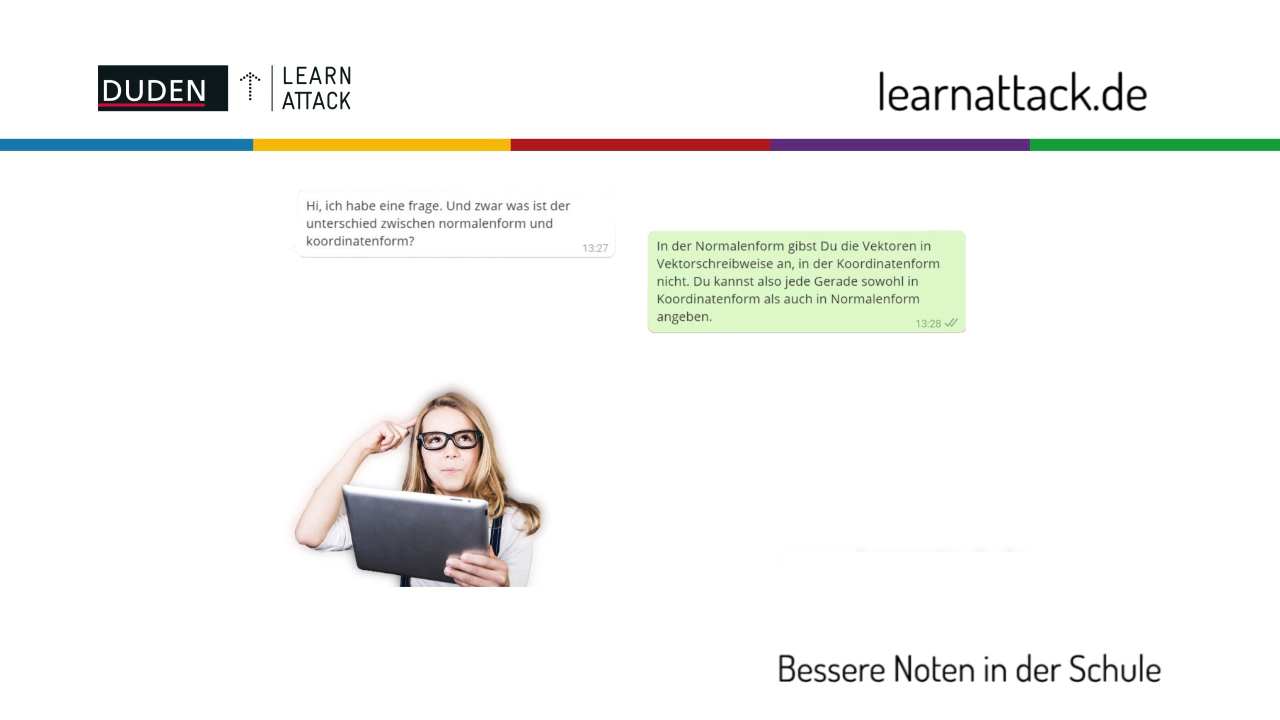 DUDEN
LEARN
ATTACK
learnattack.de
Hi, ich habe eine frage. Und zwar was ist der
unterschied zwischen normalenform und
koordinatenform?
13:27
In der Normalenform gibst Du die Vektoren in
Vektorschreibweise an, in der Koordinatenform
nicht. Du kannst also jede Gerade sowohl in
Koordinatenform als auch in Normalenform
angeben.
13:28
Bessere Noten in der Schule